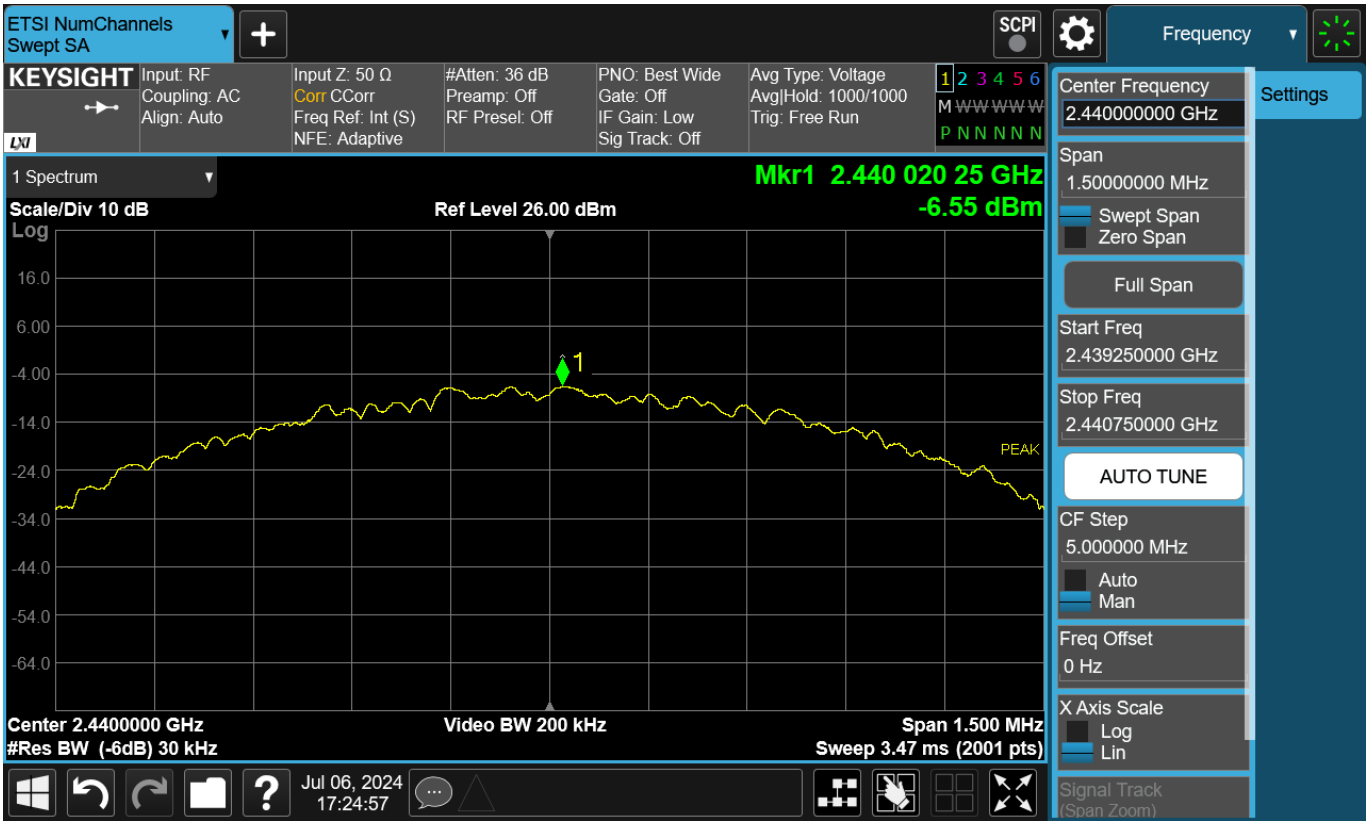 ETSI NumChannels
Swept SA
SCPI
Frequency
KEYSIGHT
LXI
Input: RF
Coupling: AC
Align: Auto
Input Z: 50 Ω
Corr CCorr
Freq Ref: Int (S)
NFE: Adaptive
#Atten: 36 dB
Preamp: Off
RF Presel: Off
PNO: Best Wide
Gate: Off
IF Gain: Low
Sig Track: Off
Avg Type: Voltage
Avg|Hold: 1000/1000
Trig: Free Run
1 2 3 4 5 6
M W W W W W
P N N N N N
Center Frequency
2.440000000 GHz
Settings
Span
1.50000000 MHz
Swept Span
Zero Span
Full Span
Start Freq
2.439250000 GHz
Stop Freq
2.440750000 GHz
AUTO TUNE
CF Step
5.000000 MHz
Auto
Man
Freq Offset
0 Hz
X Axis Scale
Log
Lin
Signal Track
(Span Zoom)
1 Spectrum
Mkr1 2.440 020 25 GHz
-6.55 dBm
Scale/Div 10 dB
Ref Level 26.00 dBm
Log
16.0
6.00
-4.00
-14.0
-24.0
-34.0
-44.0
-54.0
-64.0
1
PEAK
Center 2.4400000 GHz
Video BW 200 kHz
Span 1.500 MHz
#Res BW (-6dB) 30 kHz
Sweep 3.47 ms (2001 pts)
?
Jul 06, 2024
17:24:57